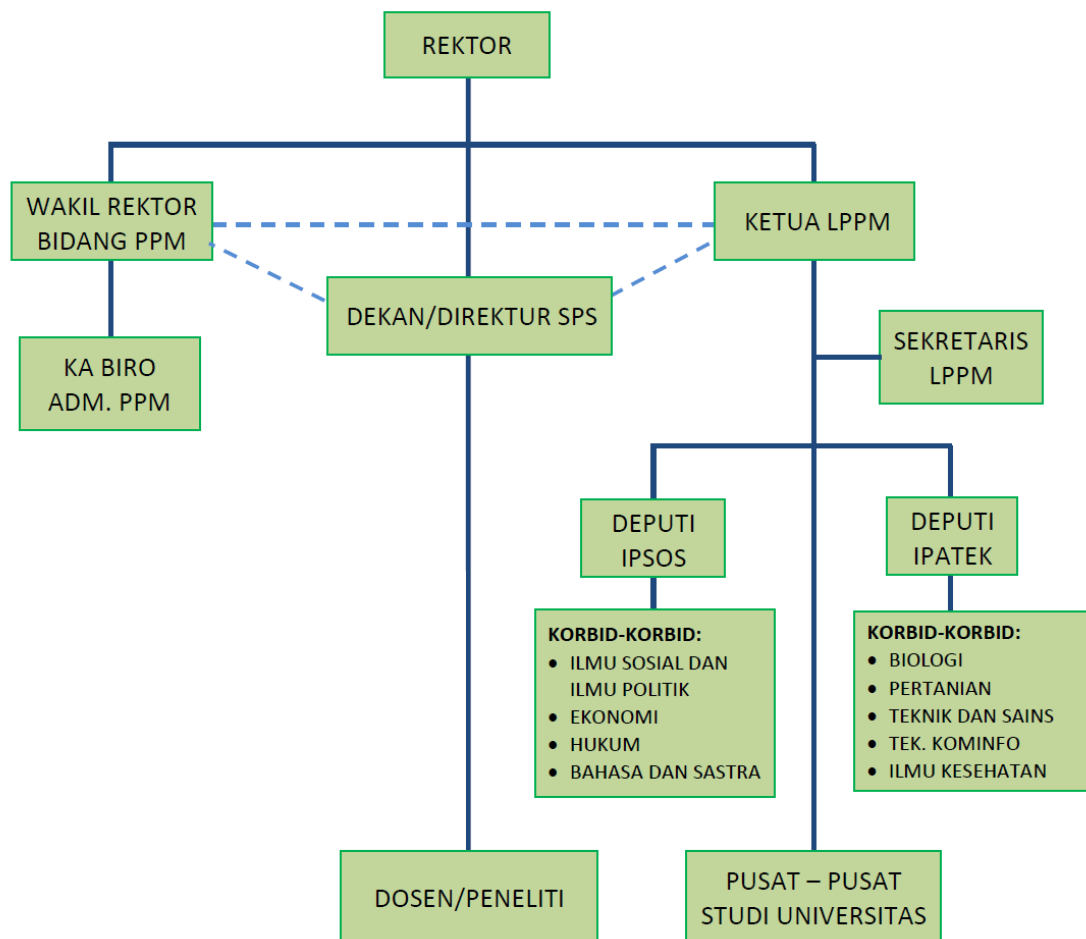 REKTOR
WAKIL REKTOR
BIDANG PPM
KETUA LPPM
DEKAN/DIREKTUR SPS
KA BIRO
ADM. PPM
SEKRETARIS
LPPM
DEPUTI
IPSOS
DEPUTI
IPATEK
KORBID-KORBID:
• ILMU SOSIAL DAN
ILMU POLITIK
• EKONOMI
• HUKUM
• BAHASA DAN SASTRA
KORBID-KORBID:
• BIOLOGI
• PERTANIAN
• TEKNIK DAN SAINS
• TEK. KOMINFO
• ILMU KESEHATAN
DOSEN/PENELITI
PUSAT – PUSAT
STUDI UNIVERSITAS